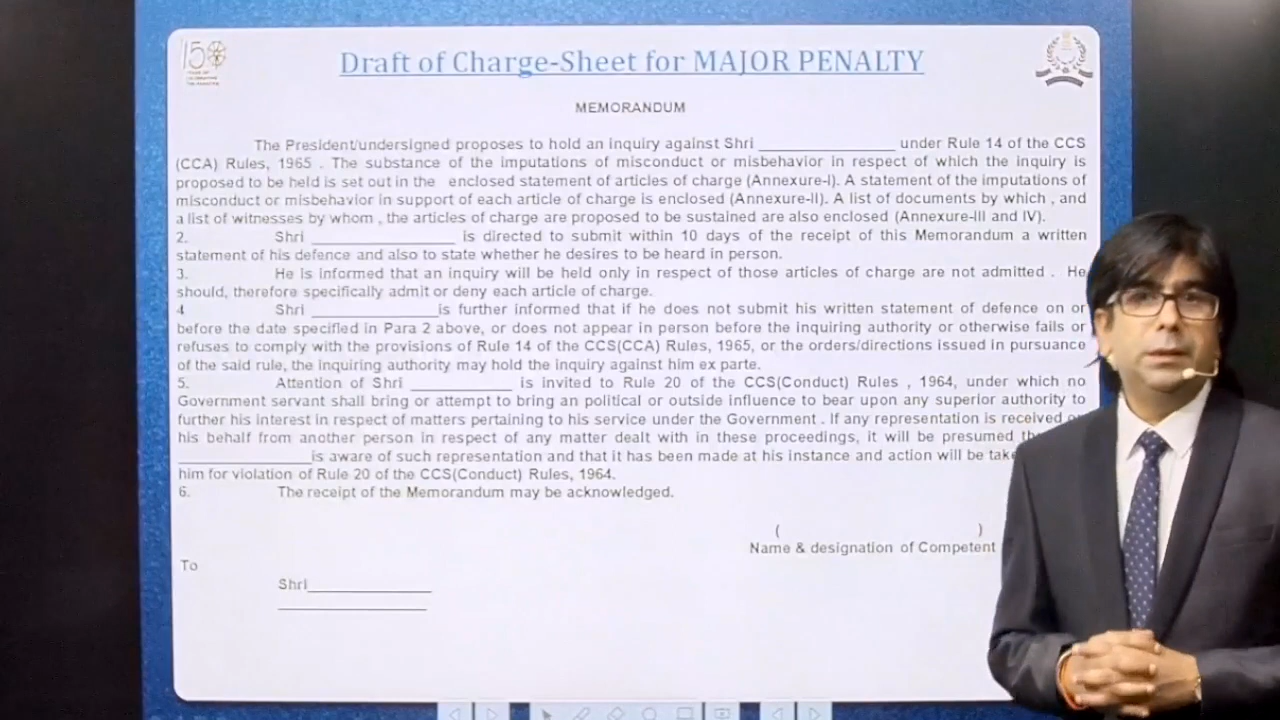 150
Draft of Charge-Sheet for MAJOR PENALTY
MEMORANDUM
The President/undersigned proposes to hold an inquiry against Shri ________________ under Rule 14 of the CCS
(CCA) Rules, 1965 . The substance of the imputations of misconduct or misbehavior in respect of which the inquiry is
proposed to be held is set out in the enclosed statement of articles of charge (Annexure-I). A statement of the imputations of
misconduct or misbehavior in support of each article of charge is enclosed (Annexure-II). A list of documents by which , and
a list of witnesses by whom , the articles of charge are proposed to be sustained are also enclosed (Annexure-III and IV).
2. Shri _________________ is directed to submit within 10 days of the receipt of this Memorandum a written
statement of his defence and also to state whether he desires to be heard in person.
3. He is informed that an inquiry will be held only in respect of those articles of charge are not admitted . He
should, therefore specifically admit or deny each article of charge.
4 Shri _______________is further informed that if he does not submit his written statement of defence on or
before the date specified in Para 2 above, or does not appear in person before the inquiring authority or otherwise fails or
refuses to comply with the provisions of Rule 14 of the CCS(CCA) Rules, 1965, or the orders/directions issued in pursuance
of the said rule, the inquiring authority may hold the inquiry against him ex parte.
5. Attention of Shri ____________ is invited to Rule 20 of the CCS(Conduct) Rules , 1964, under which no
Government servant shall bring or attempt to bring an political or outside influence to bear upon any superior authority to
further his interest in respect of matters pertaining to his service under the Government . If any representation is received
his behalf from another person in respect of any matter dealt with in these proceedings, it will be presumed
________________is aware of such representation and that it has been made at his instance and action will be
him for violation of Rule 20 of the CCS(Conduct) Rules, 1964.
6. The receipt of the Memorandum may be acknowledged.
( )
Name & designation of Competent
To
Shri_______________
__________________